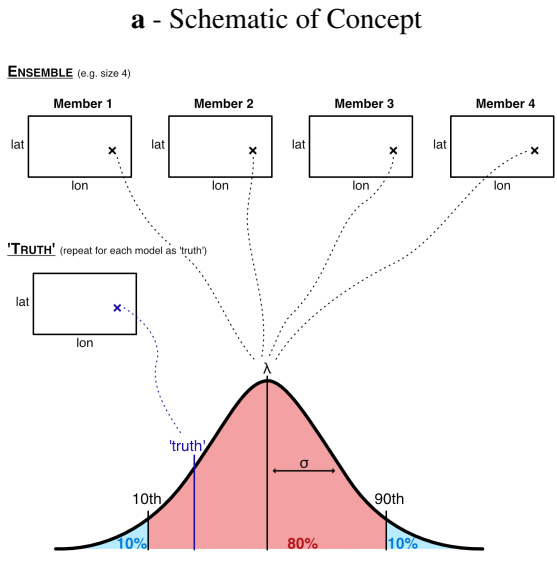 a - Schematic of Concept
ENSEMBLE (e.g. size 4)
Member 1 Member 2 Member 3 Member 4
lat lat lat lat
lon lon lon lon
'TRUTH' (repeat for each model as 'truth')
lat
lon
λ
'truth'
σ
10th 90th
10% 80% 10%